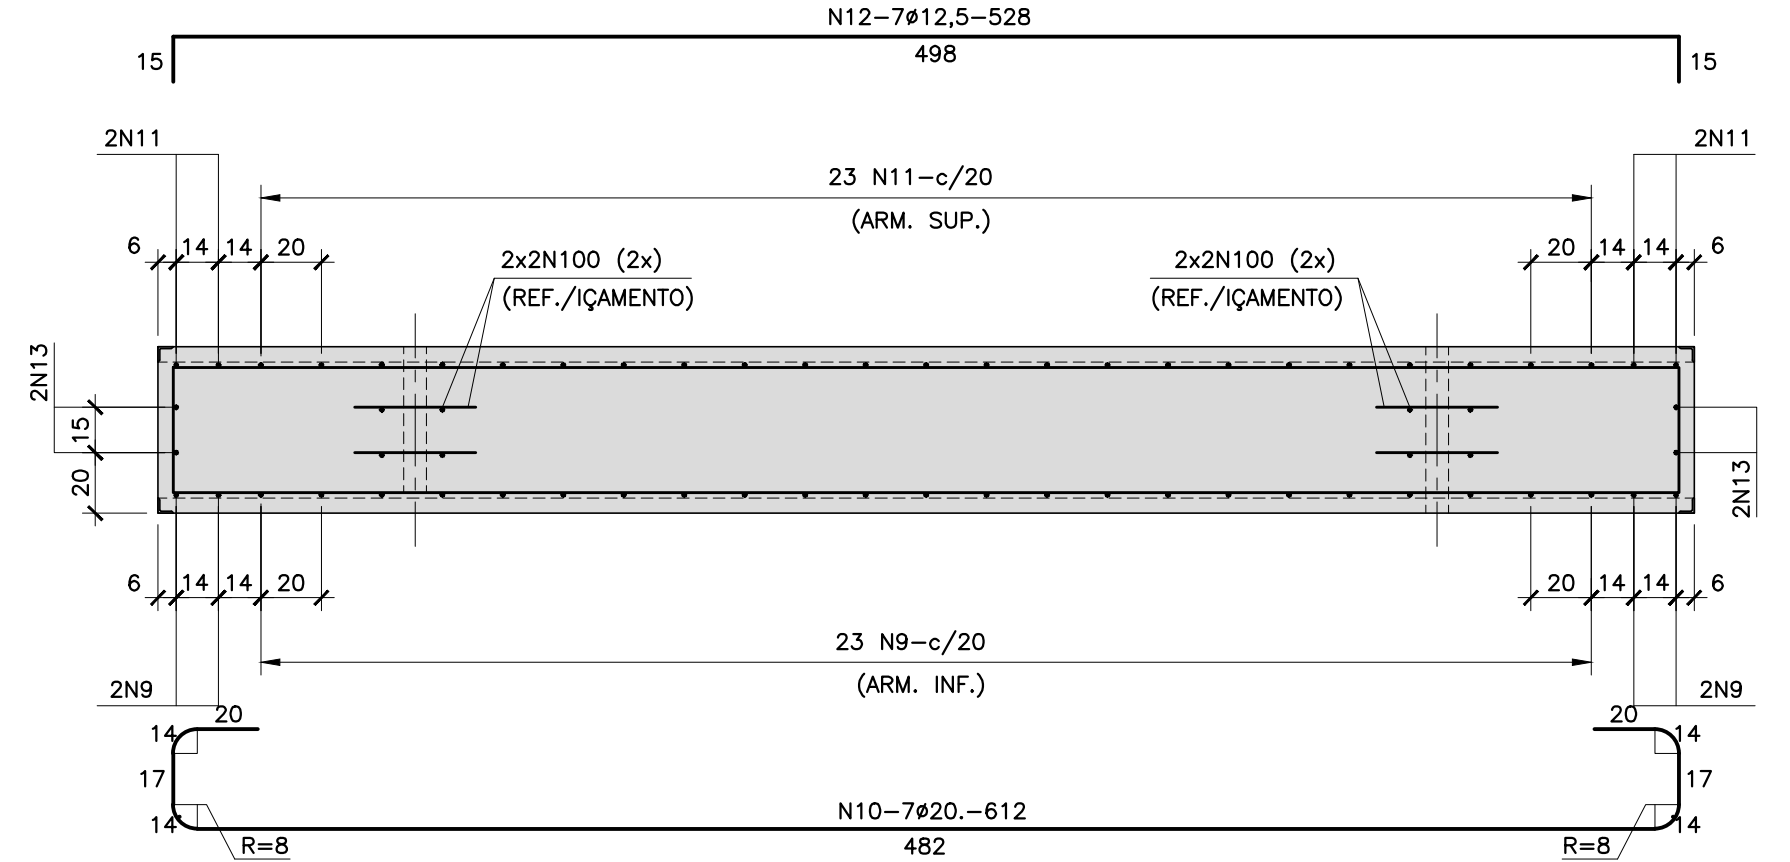 N12-7ø12,5-528
15 498 15
2N11 2N11
23 N11-c/20
(ARM. SUP.)
6 14 14 20 20 14 14 6
2x2N100 (2x) 2x2N100 (2x)
(REF./IÇAMENTO) (REF./IÇAMENTO)
2N13
15
20
2N13
6 14 14 20 20 14 14 6
23 N9-c/20
(ARM. INF.)
2N9 2N9
20 20
14 14
17 17
N10-7ø20.-612
14 14
R=8 482 R=8